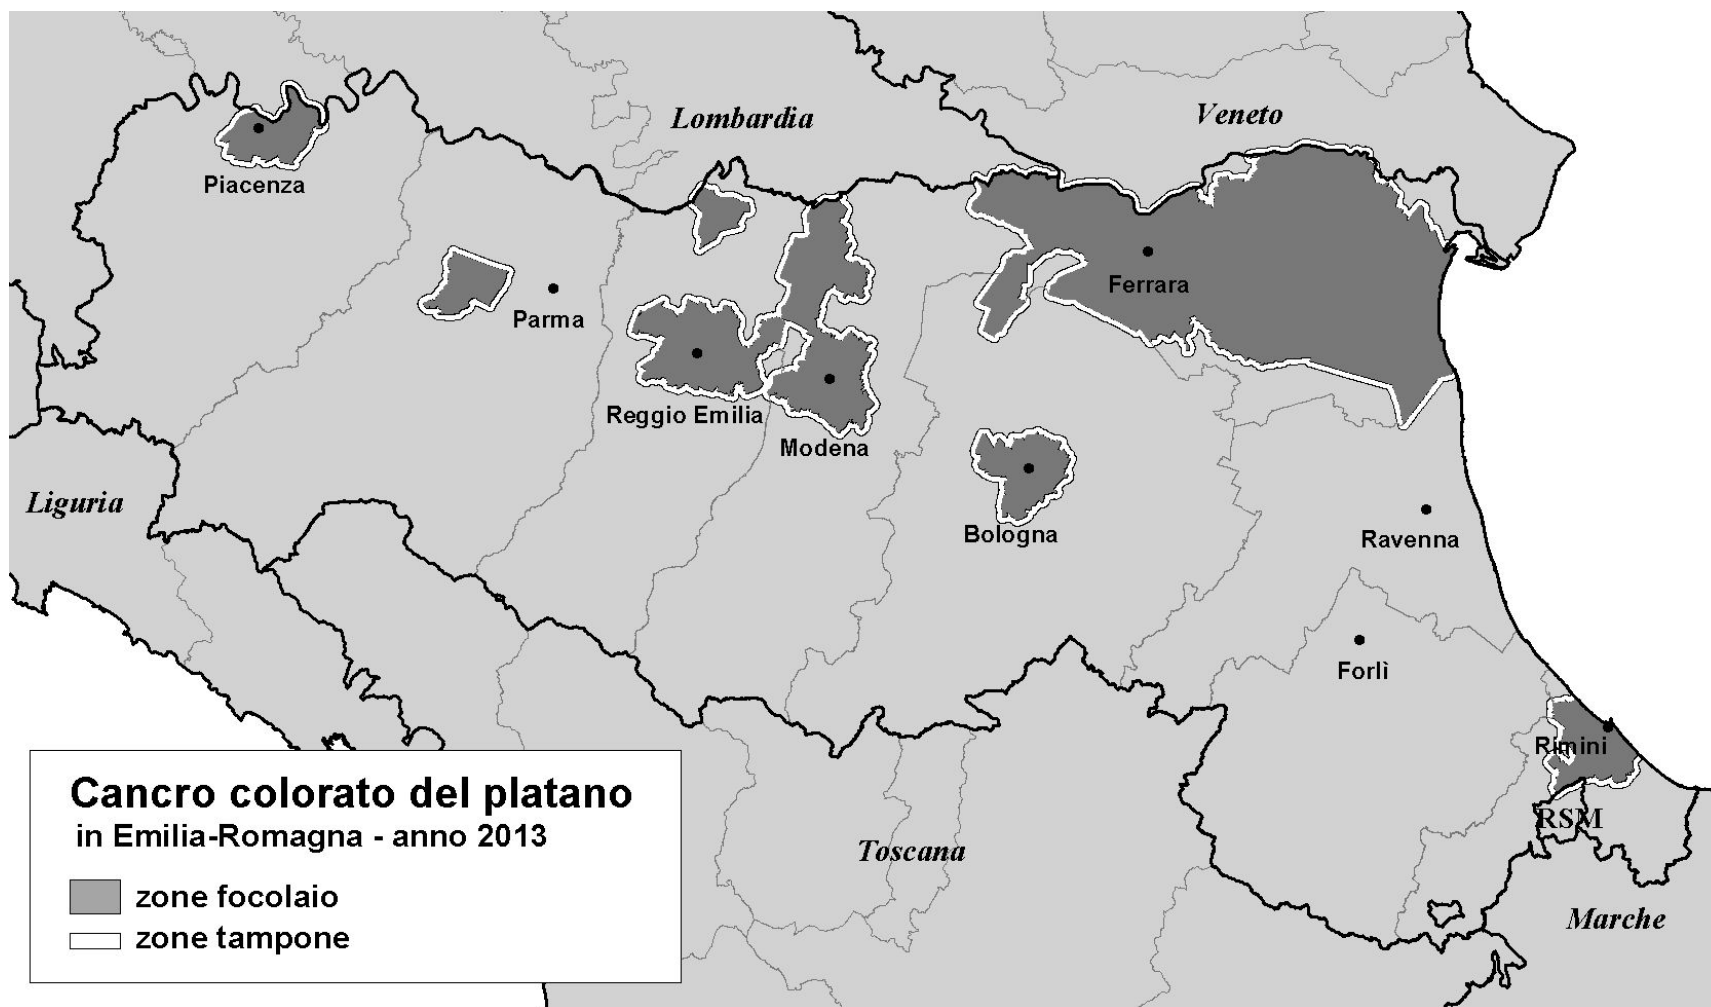 Lombardia
Veneto
Piacenza
Parma
Ferrara
Reggio Emilia
Modena
Liguria
Bologna
Ravenna
Forlì
Rimini
RSM
Toscana
Marche
Cancro colorato del platano
in Emilia-Romagna - anno 2013
zone focolaio
zone tampone